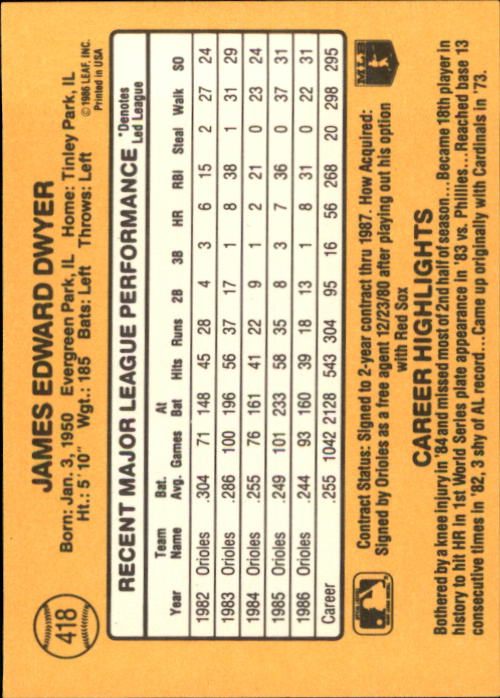 418
JAMES EDWARD DWYER
Born: Jan. 3, 1950 Evergreen Park, IL Home: Tinley Park, IL
Ht.: 5'10" Wgt.: 185 Bats: Left Throws: Left
©1986 LEAF, INC.
Printed in USA
RECENT MAJOR LEAGUE PERFORMANCE *Denotes Led League
Year Team Name Bat. Avg. Games At Bat Hits Runs 2B 3B HR RBI Steal Walk SO
1982 Orioles .304 71 148 45 28 4 3 6 15 2 27 24
1983 Orioles .286 100 196 56 37 17 1 8 38 1 31 29
1984 Orioles .255 76 161 41 22 9 1 2 21 0 23 24
1985 Orioles .249 101 233 58 35 8 3 7 36 0 37 31
1986 Orioles .244 93 160 39 18 13 1 8 31 0 22 31
Career .255 1042 2128 543 304 95 16 56 268 20 298 295
Contract Status: Signed to 2-year contract thru 1987. How Acquired:
Signed by Orioles as a free agent 12/23/80 after playing out his option
with Red Sox
MLB
CAREER HIGHLIGHTS
Bothered by a knee injury in '84 and missed most of 2nd half of season... Became 18th player in
history to hit HR in 1st World Series plate appearance in '83 vs. Phillies... Reached base 13
consecutive times in '82, 3 shy of AL record... Came up originally with Cardinals in '73.